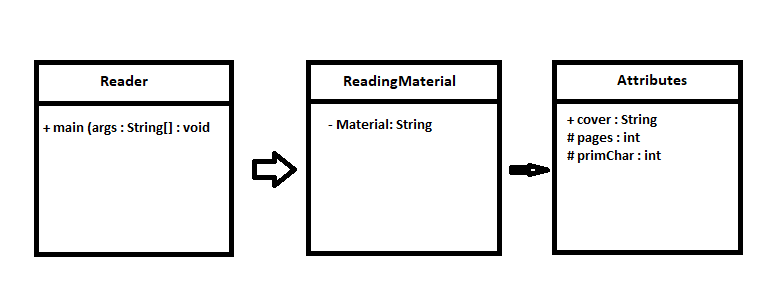 Reader
+ main (args : String[] : void
ReadingMaterial
- Material: String
Attributes
+ cover : String
# pages : int
# primChar : int